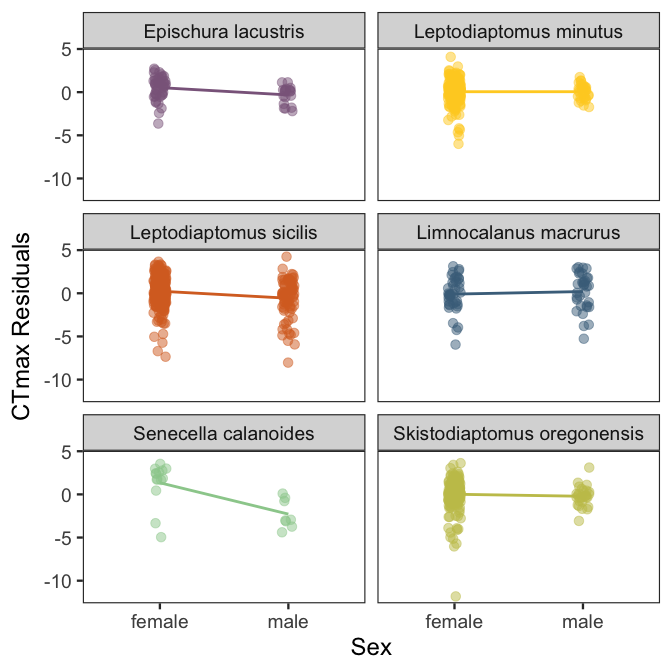 Epischura lacustris
Leptodiaptomus minutus
5
0
-5
-10
Leptodiaptomus sicilis
Limnocalanus macrurus
5
0
-5
-10
CTmax Residuals
Senecella calanoides
Skistodiaptomus oregonensis
5
0
-5
-10
female
male
female
male
Sex